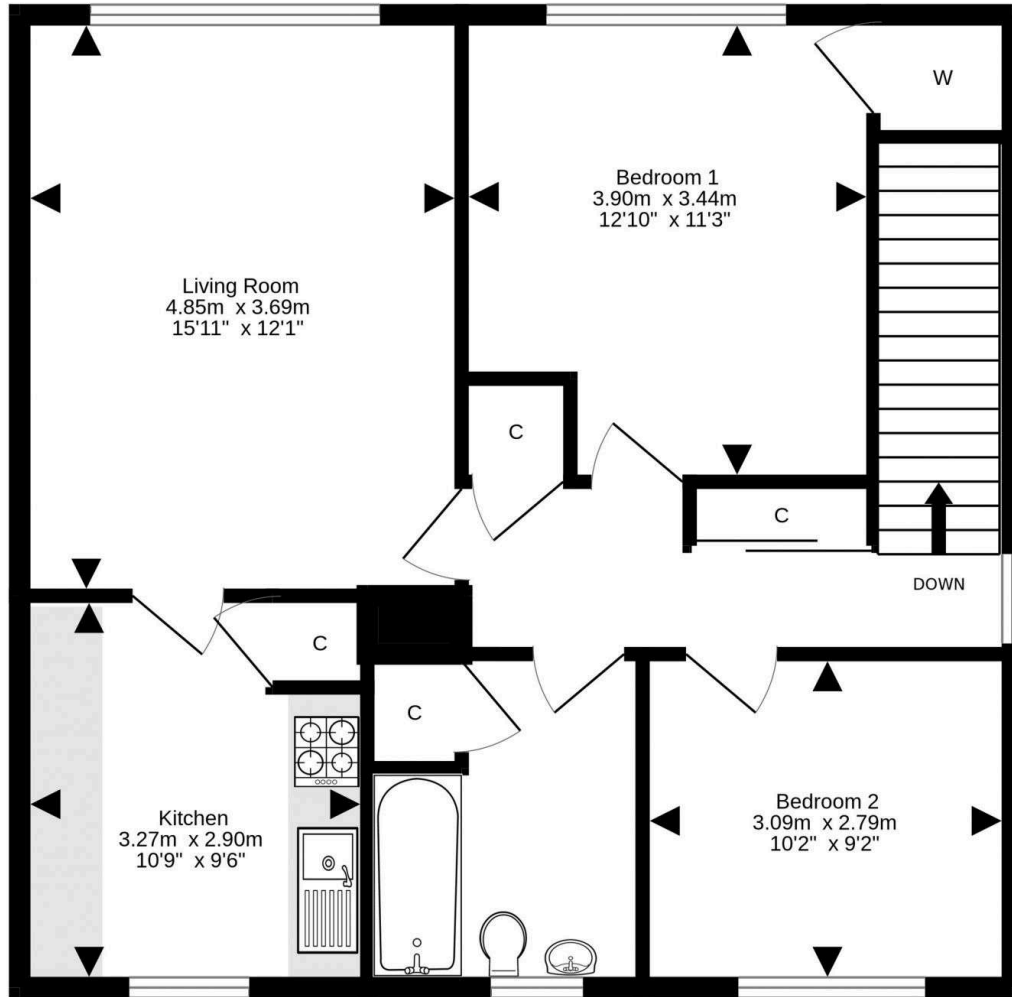 W
Bedroom 1
3.90m x 3.44m
12'10" x 11'3"
Living Room
4.85m x 3.69m
15'11" x 12'1"
C
C
DOWN
C
C
Kitchen
3.27m x 2.90m
10'9" x 9'6"
Bedroom 2
3.09m x 2.79m
10'2" x 9'2"